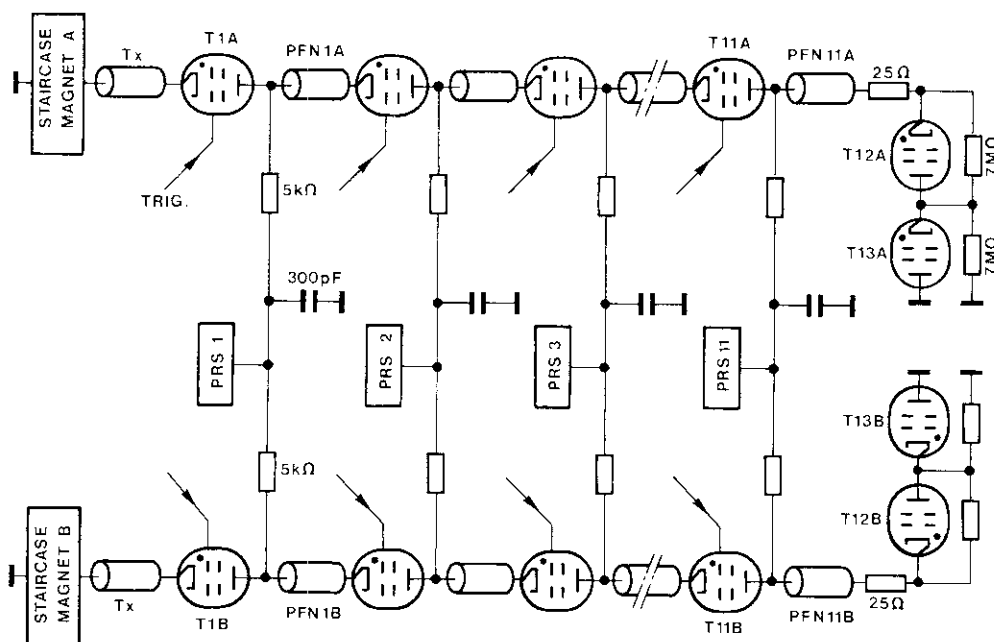 STAIRCASE
MAGNET A
Tx
T1A
PFN1A
T11A
PFN11A
25Ω
T12A
7MΩ
T13A
7MΩ
TRIG.
5kΩ
300pF
PRS 1
PRS 2
PRS 3
PRS 11
5kΩ
T13B
T12B
STAIRCASE
MAGNET B
Tx
T1B
PFN1B
T11B
PFN11B
25Ω